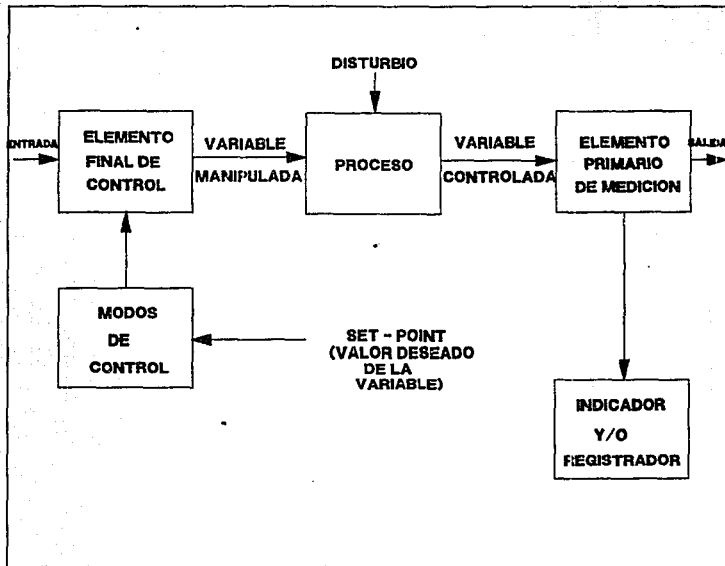 DISTURBIO
ENTRADA
ELEMENTO
FINAL DE
CONTROL
VARIABLE
MANIPULADA
PROCESO
VARIABLE
CONTROLADA
ELEMENTO
PRIMARIO
DE MEDICION
SALIDA
MODOS
DE
CONTROL
SET - POINT
(VALOR DESEADO
DE LA
VARIABLE)
INDICADOR
Y/O
REGISTRADOR